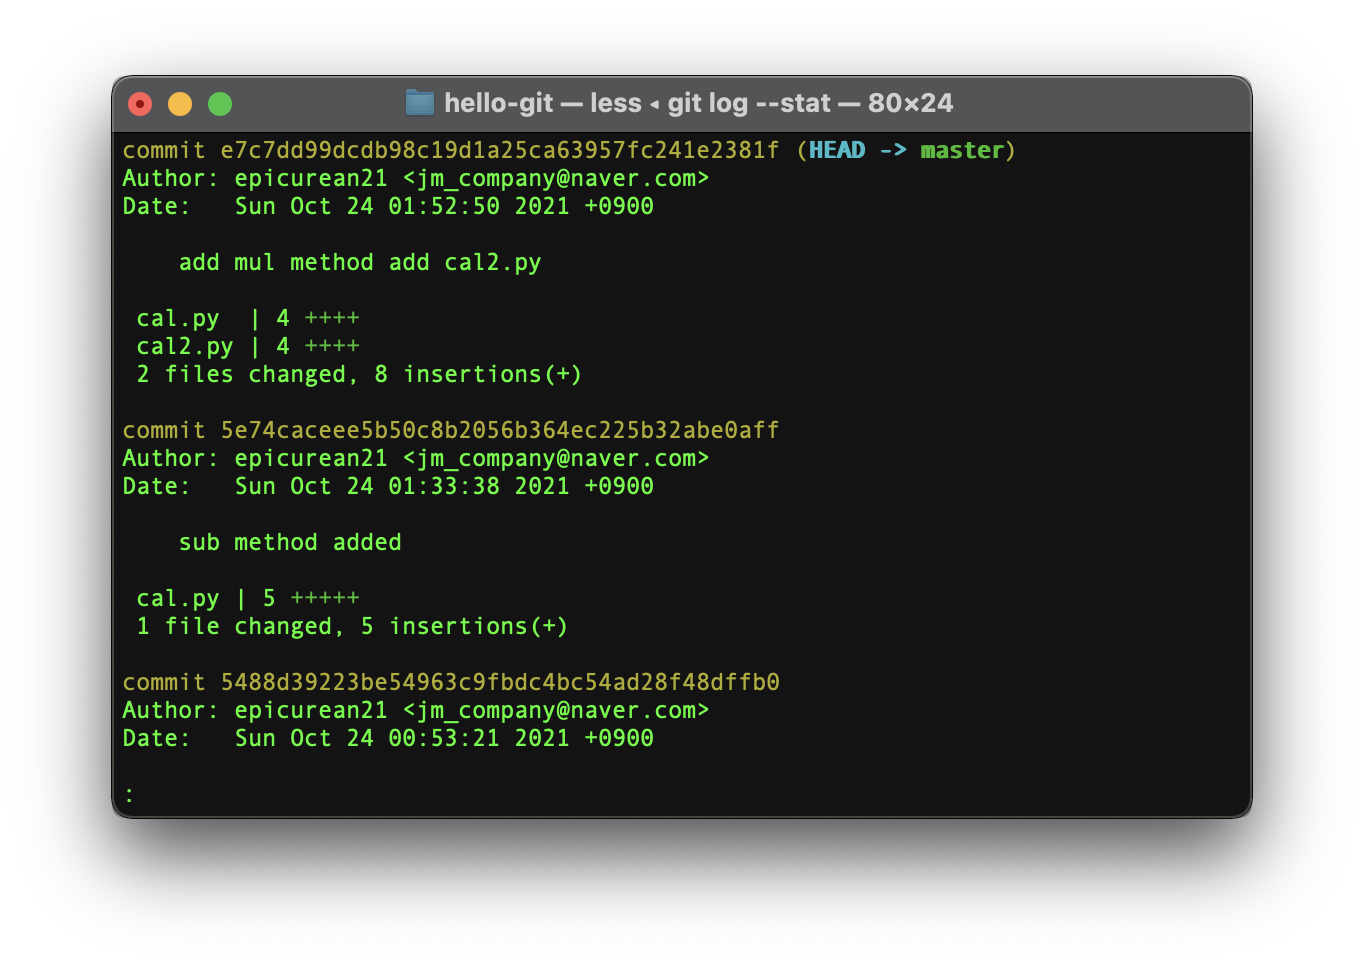 hello-git — less ◂ git log --stat — 80×24
commit e7c7dd99dcdb98c19d1a25ca63957fc241e2381f (HEAD -> master)
Author: epicurean21 <jm_company@naver.com>
Date:   Sun Oct 24 01:52:50 2021 +0900
add mul method add cal2.py
cal.py  | 4 ++++
cal2.py | 4 ++++
2 files changed, 8 insertions(+)
commit 5e74caceee5b50c8b2056b364ec225b32abe0aff
Author: epicurean21 <jm_company@naver.com>
Date:   Sun Oct 24 01:33:38 2021 +0900
sub method added
cal.py | 5 +++++
1 file changed, 5 insertions(+)
commit 5488d39223be54963c9fbdc4bc54ad28f48dffb0
Author: epicurean21 <jm_company@naver.com>
Date:   Sun Oct 24 00:53:21 2021 +0900
: